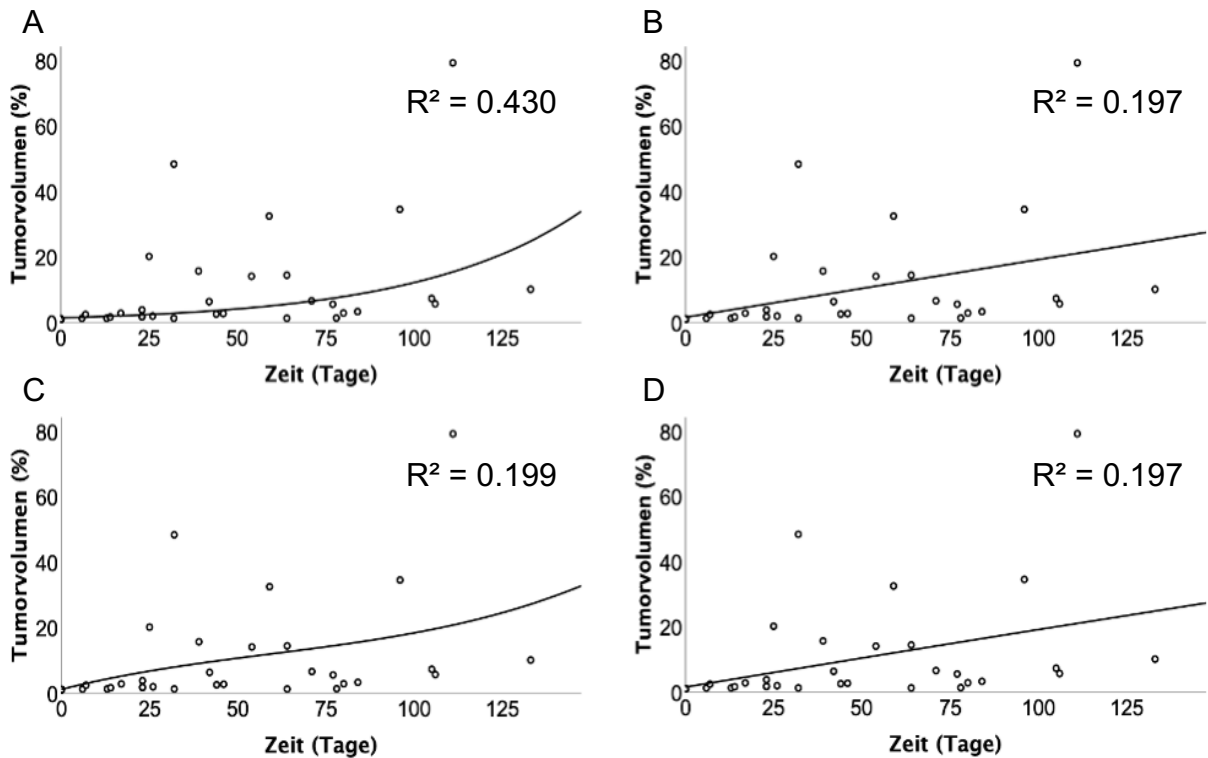 A
Tumorvolumen (%)
80
60
40
20
0
R² = 0.430
0 25 50 75 100 125
Zeit (Tage)
B
Tumorvolumen (%)
80
60
40
20
0
R² = 0.197
0 25 50 75 100 125
Zeit (Tage)
C
Tumorvolumen (%)
80
60
40
20
0
R² = 0.199
0 25 50 75 100 125
Zeit (Tage)
D
Tumorvolumen (%)
80
60
40
20
0
R² = 0.197
0 25 50 75 100 125
Zeit (Tage)